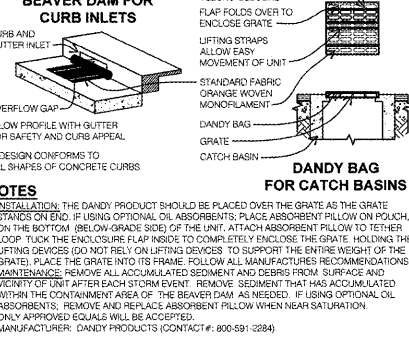 BEAVER DAM FOR
CURB INLETS
URB AND
UTTER INLET
VERFLOW GAP
LOW PROFILE WITH GUTTER
OR SAFETY AND CURB APPEAL
DESIGN CONFORMS TO
L SHAPES OF CONCRETE CURBS
FLAP FOLDS OVER TO
ENCLOSE GRATE
LIFTING STRAPS
ALLOW EASY
MOVEMENT OF UNIT
STANDARD FABRIC
ORANGE WOVEN
MONOFILAMENT
DANDY BAG
GRATE
CATCH BASIN
DANDY BAG
FOR CATCH BASINS
OTES
INSTALLATION: THE DANDY PRODUCT SHOULD BE PLACED OVER THE GRATE AS THE GRATE
STANDS ON END. IF USING OPTIONAL OIL ABSORBENTS; PLACE ABSORBENT PILLOW ON POUCH,
ON THE BOTTOM (BELOW-GRADE SIDE) OF THE UNIT. ATTACH ABSORBENT PILLOW TO TETHER
LOOP. TUCK THE ENCLOSURE FLAP INSIDE TO COMPLETELY ENCLOSE THE GRATE. HOLDING THE
LIFTING DEVICES (DO NOT RELY ON LIFTING DEVICES TO SUPPORT THE ENTIRE WEIGHT OF THE
GRATE), PLACE THE GRATE INTO ITS FRAME. FOLLOW ALL MANUFACTURES RECOMMENDATIONS
MAINTENANCE: REMOVE ALL ACCUMULATED SEDIMENT AND DEBRIS FROM SURFACE AND
VICINITY OF UNIT AFTER EACH STORM EVENT. REMOVE SEDIMENT THAT HAS ACCUMULATED
WITHIN THE CONTAINMENT AREA OF THE BEAVER DAM AS NEEDED. IF USING OPTIONAL OIL
ABSORBENTS; REMOVE AND REPLACE ABSORBENT PILLOW WHEN NEAR SATURATION.
ONLY APPROVED EQUALS WILL BE ACCEPTED.
MANUFACTURER: DANDY PRODUCTS (CONTACT#: 800-591-2284).